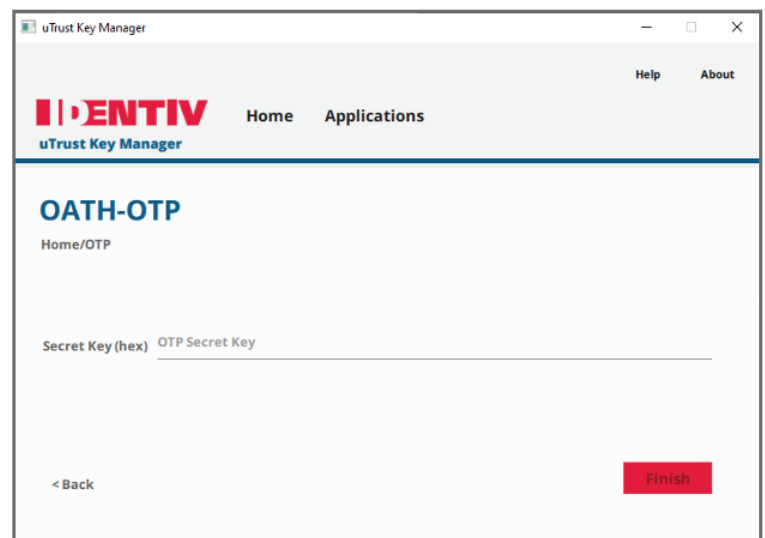 uTrust Key Manager
Help About
IDENTIV
uTrust Key Manager
Home Applications
OATH-OTP
Home/OTP
Secret Key (hex) OTP Secret Key
< Back Finish